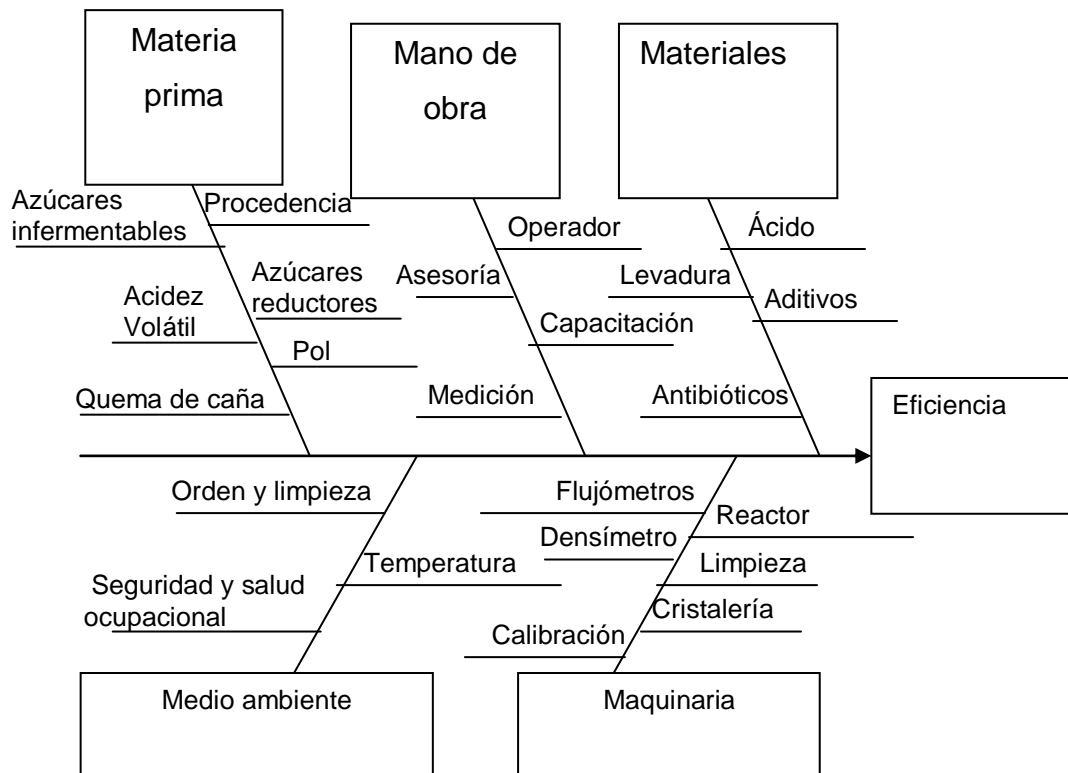 Materia
prima
Mano de
obra
Materiales
Azúcares
infermentables
Procedencia
Acidez
Volátil
Azúcares
reductores
Pol
Quema de caña
Operador
Asesoría
Capacitación
Medición
Ácido
Levadura
Aditivos
Antibióticos
Eficiencia
Orden y limpieza
Temperatura
Seguridad y salud
ocupacional
Flujómetros
Reactor
Densímetro
Limpieza
Cristalería
Calibración
Medio ambiente
Maquinaria